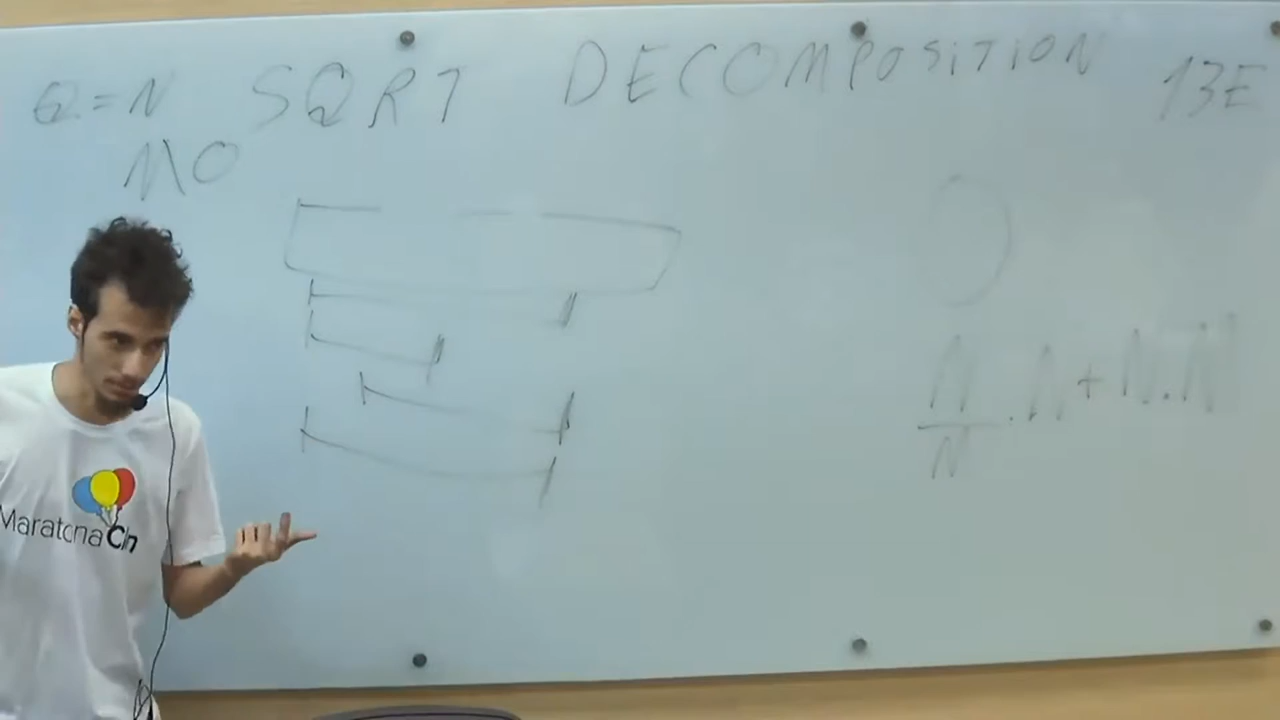 Q=N SQRT DECOMPOSITION 13E
MO
N/N . N + N.N
Maratona CIn